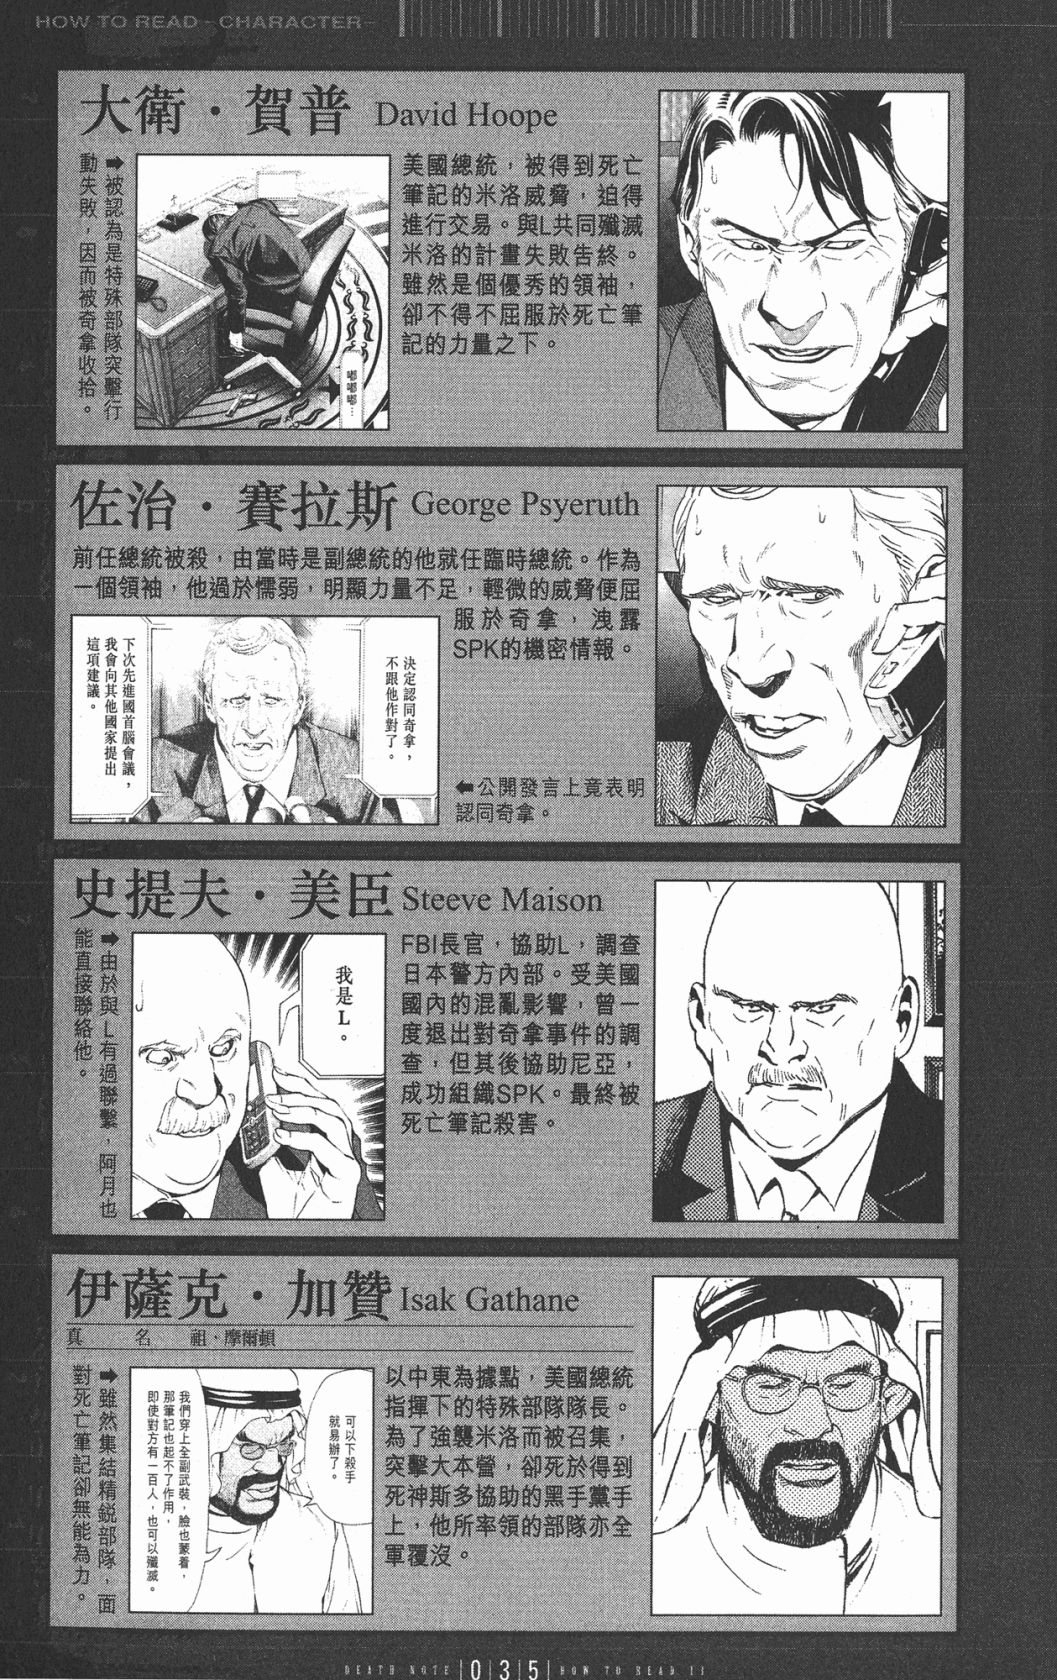 HOW TO READ -CHARACTER-
大衛・賀普 David Hoope
美國總統，被得到死亡
筆記的米洛威脅，迫得
進行交易。與L共同殲滅
米洛的計畫失敗告終。
雖然是個優秀的領袖，
卻不得不屈服於死亡筆
記的力量之下。
➡被認為是特殊部隊突擊行
動失敗，因而被奇拿收拾。
嘟嘟嘟…
佐治・賽拉斯 George Psyeruth
前任總統被殺，由當時是副總統的他就任臨時總統。作為
一個領袖，他過於懦弱，明顯力量不足，輕微的威脅便屈
服於奇拿，洩露
SPK的機密情報。
決定認同奇拿，
不跟他作對了。
下次先進國首腦會議，
我會向其他國家提出
這項建議。
⬅公開發言上竟表明
認同奇拿。
史提夫・美臣 Steeve Maison
FBI長官，協助L，調查
日本警方內部。受美國
國內的混亂影響，曾一
度退出對奇拿事件的調
查，但其後協助尼亞，
成功組織SPK。最終被
死亡筆記殺害。
➡由於與L有過聯繫，阿月也
能直接聯絡他。
我是L。
伊薩克・加贊 Isak Gathane
真名 祖・摩爾頓
以中東為據點，美國總統
指揮下的特殊部隊隊長。
為了強襲米洛而被召集，
突擊大本營，卻死於得到
死神斯多協助的黑手黨手
上，他所率領的部隊亦全
軍覆沒。
➡雖然集結精銳部隊，面
對死亡筆記卻無能為力。
可以下殺手
就易辦了。
我們穿上全副武裝，臉也蒙着，
那筆記也起不了作用，
即使對方有一百人，也可以殲滅。
DEATH NOTE |0|3|5| HOW TO READ 13